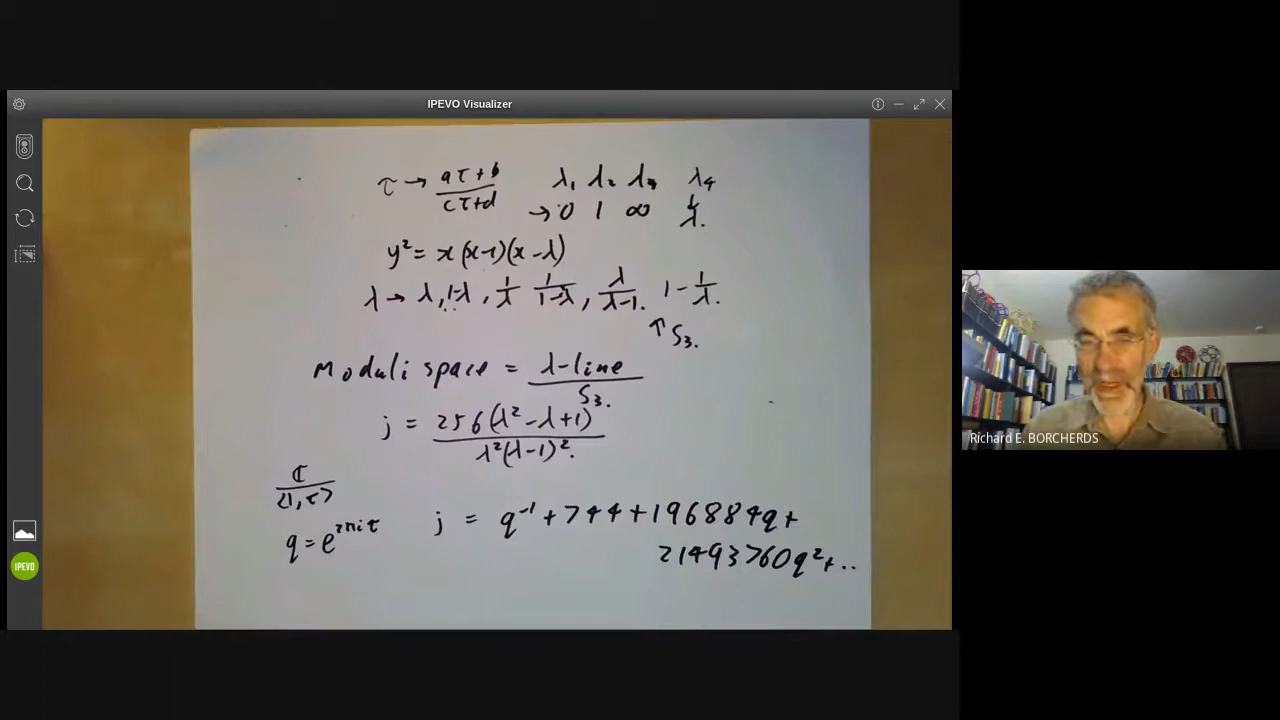 IPEVO Visualizer
τ → (aτ+b)/(cτ+d) λ₁ λ₂ λ₃ λ₄
→ 0 1 ∞ λ.
y² = x(x-1)(x-λ)
λ → λ, 1-λ, 1/λ 1/(1-λ), λ/(λ-1). 1 - 1/λ.
↑ S₃.
Moduli space = λ-line / S₃.
j = 256(λ²-λ+1) / λ²(λ-1)².
ℂ / ⟨1,τ⟩
q = e^{2πiτ} j = q⁻¹ + 744 + 196884q +
21493760q² + ..
Richard E. BORCHERDS
IPEVO